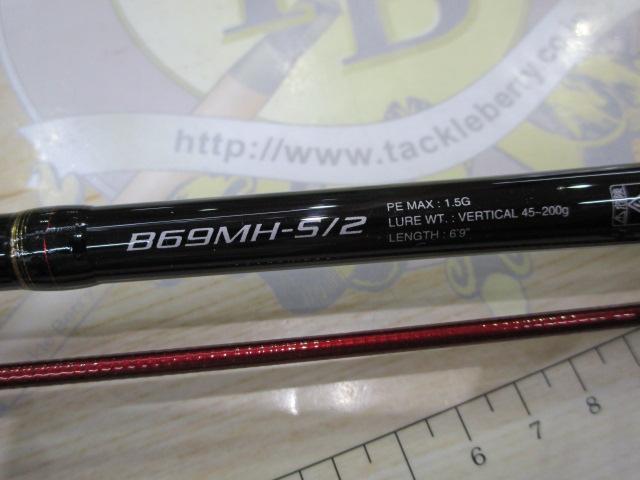 http://www.tackleberry.co
B69MH-S/2
PE MAX : 1.5G
LURE WT. : VERTICAL 45~200g
LENGTH : 6'9"
6 7 8